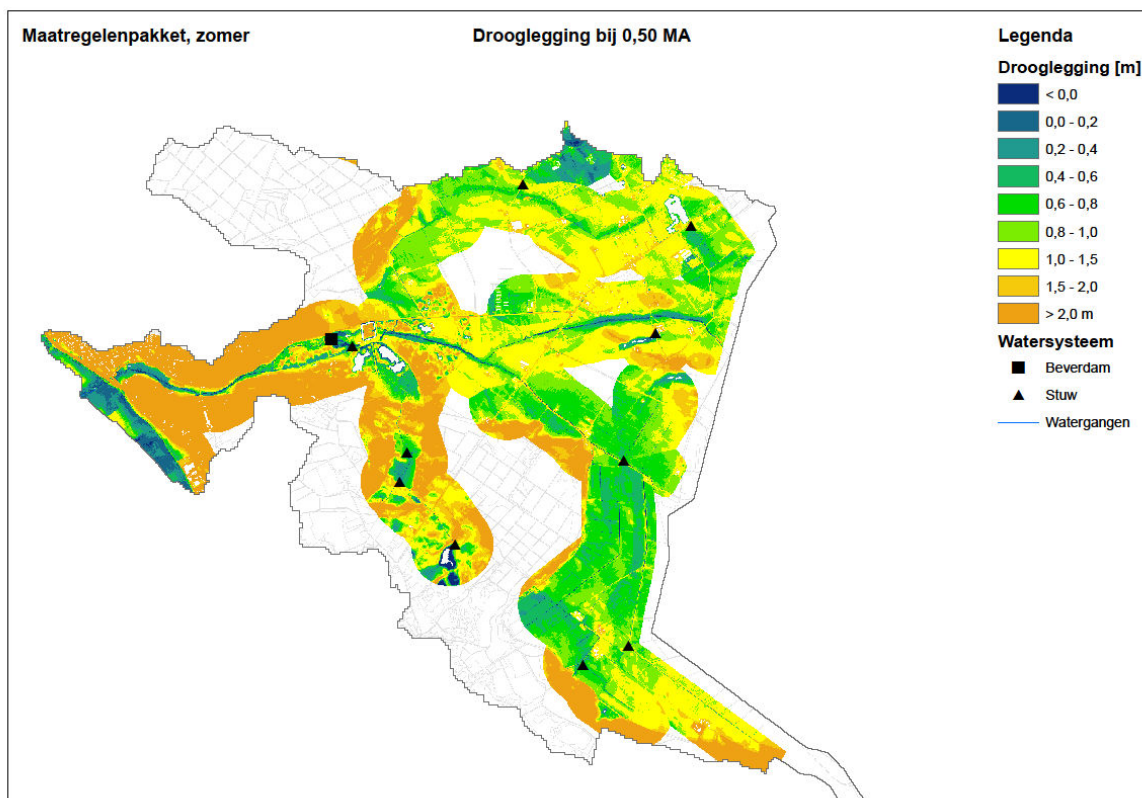 Maatregelenpakket, zomer
Drooglegging bij 0,50 MA
Legenda
Drooglegging [m]
< 0,0
0,0 - 0,2
0,2 - 0,4
0,4 - 0,6
0,6 - 0,8
0,8 - 1,0
1,0 - 1,5
1,5 - 2,0
> 2,0 m
Watersysteem
Beverdam
Stuw
Watergangen